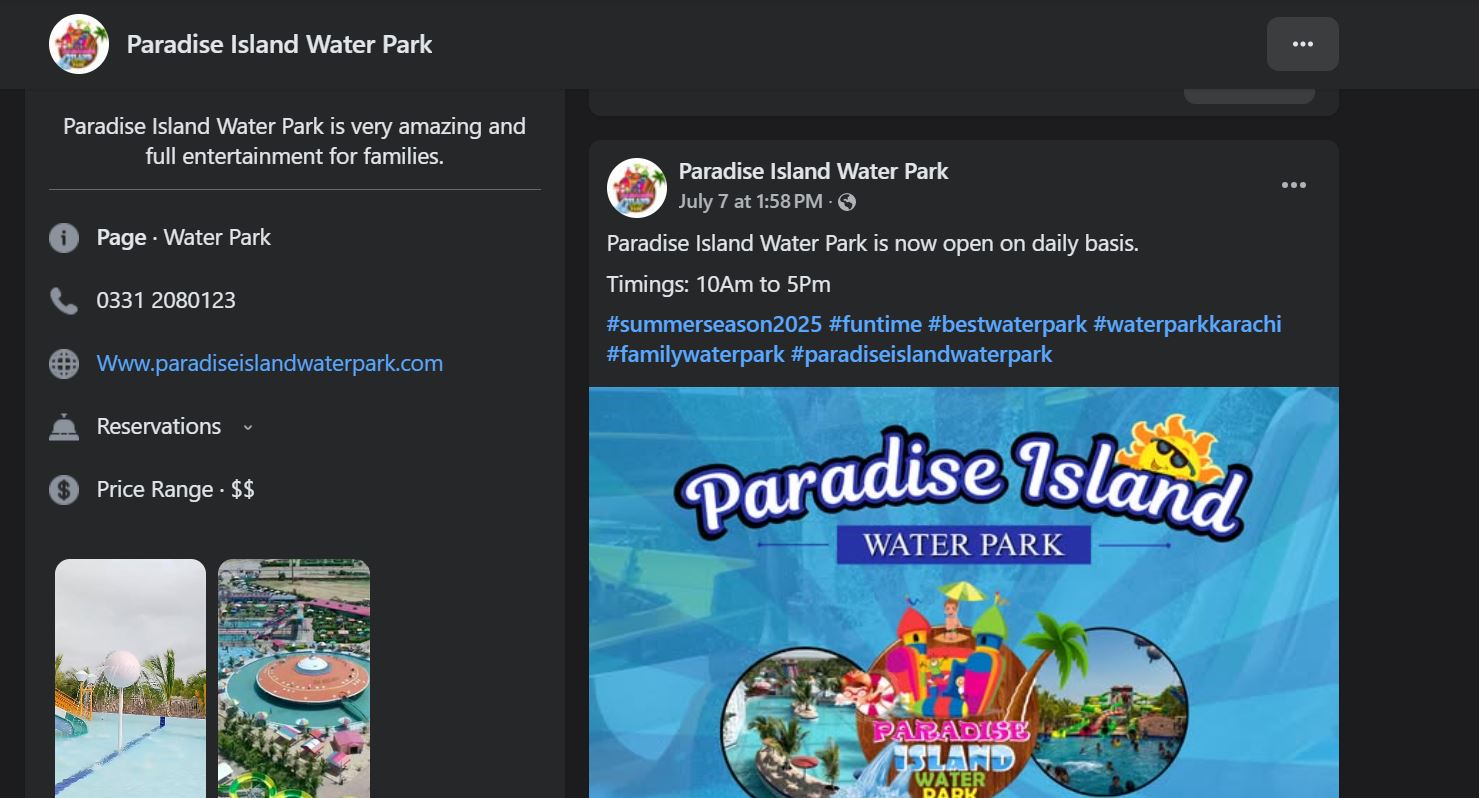 Paradise Island Water Park
Paradise Island Water Park is very amazing and
full entertainment for families.
Page · Water Park
0331 2080123
Www.paradiseislandwaterpark.com
Reservations
Price Range · $$
Paradise Island Water Park
July 7 at 1:58 PM ·
Paradise Island Water Park is now open on daily basis.
Timings: 10Am to 5Pm
#summerseason2025 #funtime #bestwaterpark #waterparkkarachi
#familywaterpark #paradiseislandwaterpark
Paradise Island
WATER PARK
PARADISE
ISLAND
WATER
PARK